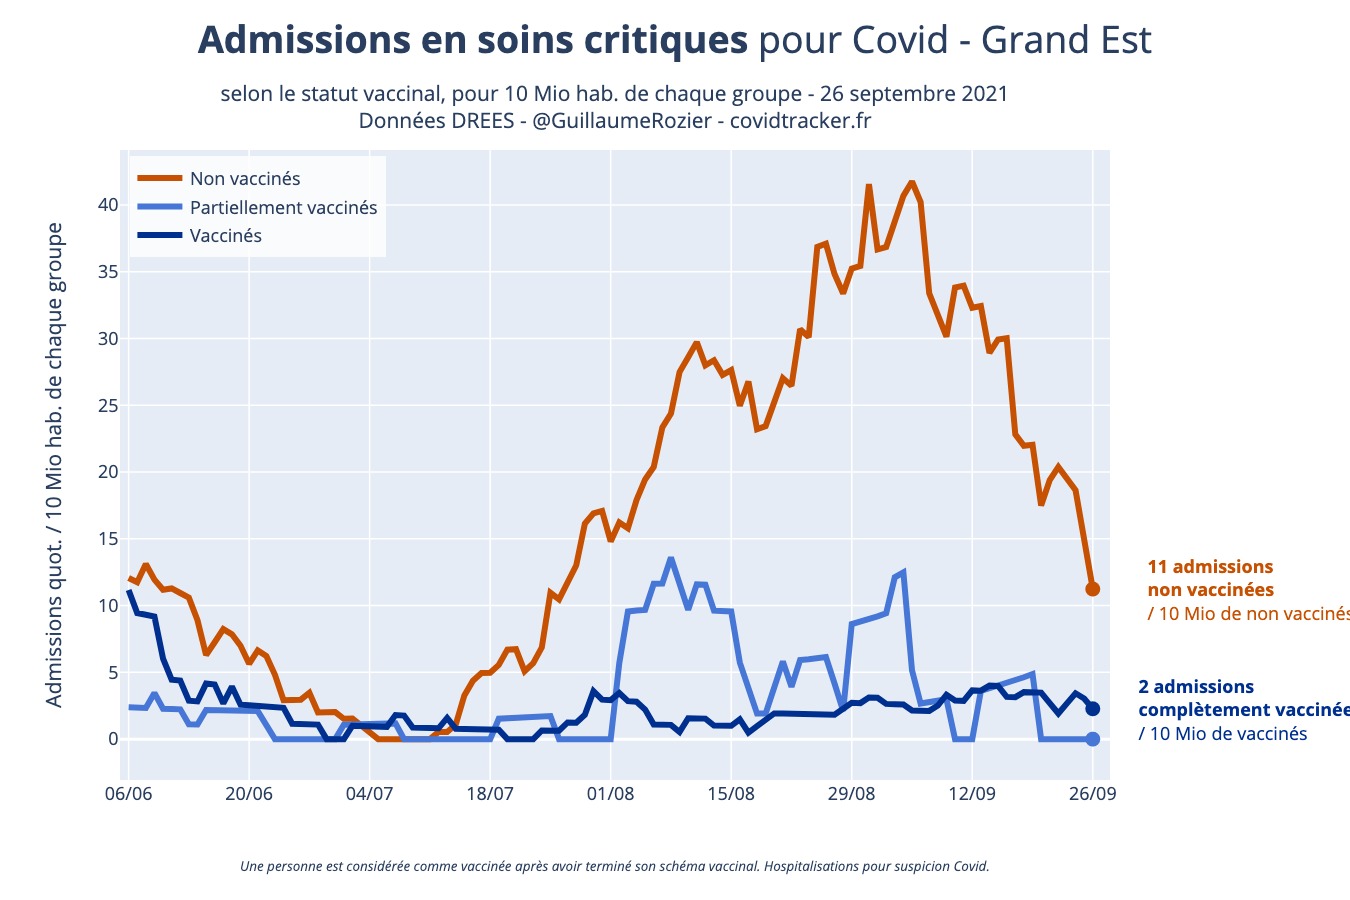 Admissions en soins critiques pour Covid - Grand Est
selon le statut vaccinal, pour 10 Mio hab. de chaque groupe - 26 septembre 2021
Données DREES - @GuillaumeRozier - covidtracker.fr
Non vaccinés
Partiellement vaccinés
Vaccinés
Admissions quot. / 10 Mio hab. de chaque groupe
40
35
30
25
20
15
10
5
0
06/06
20/06
04/07
18/07
01/08
15/08
29/08
12/09
26/09
11 admissions
non vaccinées
/ 10 Mio de non vaccinés
2 admissions
complètement vaccinée
/ 10 Mio de vaccinés
Une personne est considérée comme vaccinée après avoir terminé son schéma vaccinal. Hospitalisations pour suspicion Covid.